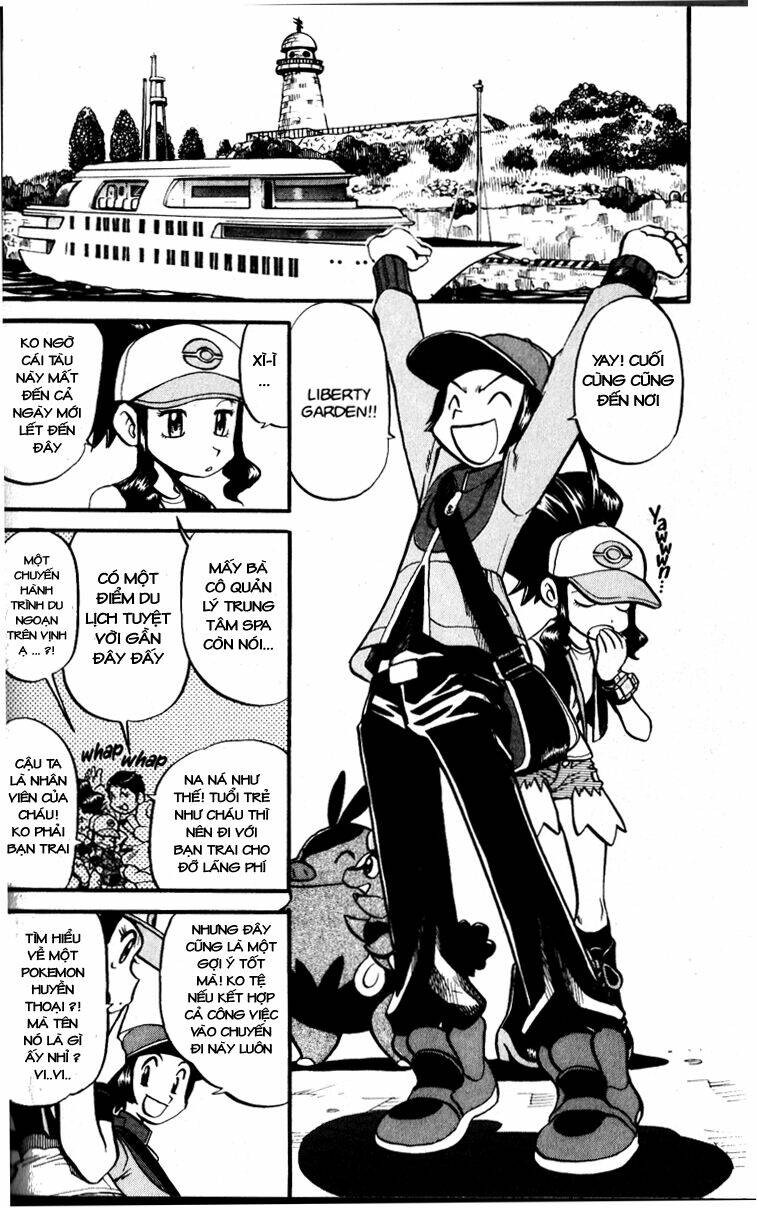 YAY! CUỐI
CÙNG CŨNG
ĐẾN NƠI
LIBERTY
GARDEN!!
Yawwwn...
XÌ-Ì
...
KO NGỜ
CÁI TÀU
NÀY MẤT
ĐẾN CẢ
NGÀY MỚI
LẾT ĐẾN
ĐÂY
MẤY BÀ
CÔ QUẢN
LÝ TRUNG
TÂM SPA
CÒN NÓI...
CÓ MỘT
ĐIỂM DU
LỊCH TUYỆT
VỜI GẦN
ĐÂY ĐẤY
MỘT
CHUYẾN
HÀNH
TRÌNH DU
NGOẠN
TRÊN VỊNH
Ạ ... ?!
whap
whap
NA NÁ NHƯ
THẾ! TUỔI TRẺ
NHƯ CHÁU THÌ
NÊN ĐI VỚI
BẠN TRAI CHO
ĐỠ LÃNG PHÍ
CẬU TA
LÀ NHÂN
VIÊN CỦA
CHÁU!
KO PHẢI
BẠN TRAI
NHƯNG ĐÂY
CŨNG LÀ MỘT
GỢI Ý TỐT
MÀ! KO TỆ
NẾU KẾT HỢP
CẢ CÔNG VIỆC
VÀO CHUYẾN
ĐI NÀY LUÔN
TÌM HIỂU
VỀ MỘT
POKEMON
HUYỀN
THOẠI ?!
MÀ TÊN
NÓ LÀ GÌ
ẤY NHỈ ?
VI..VI..